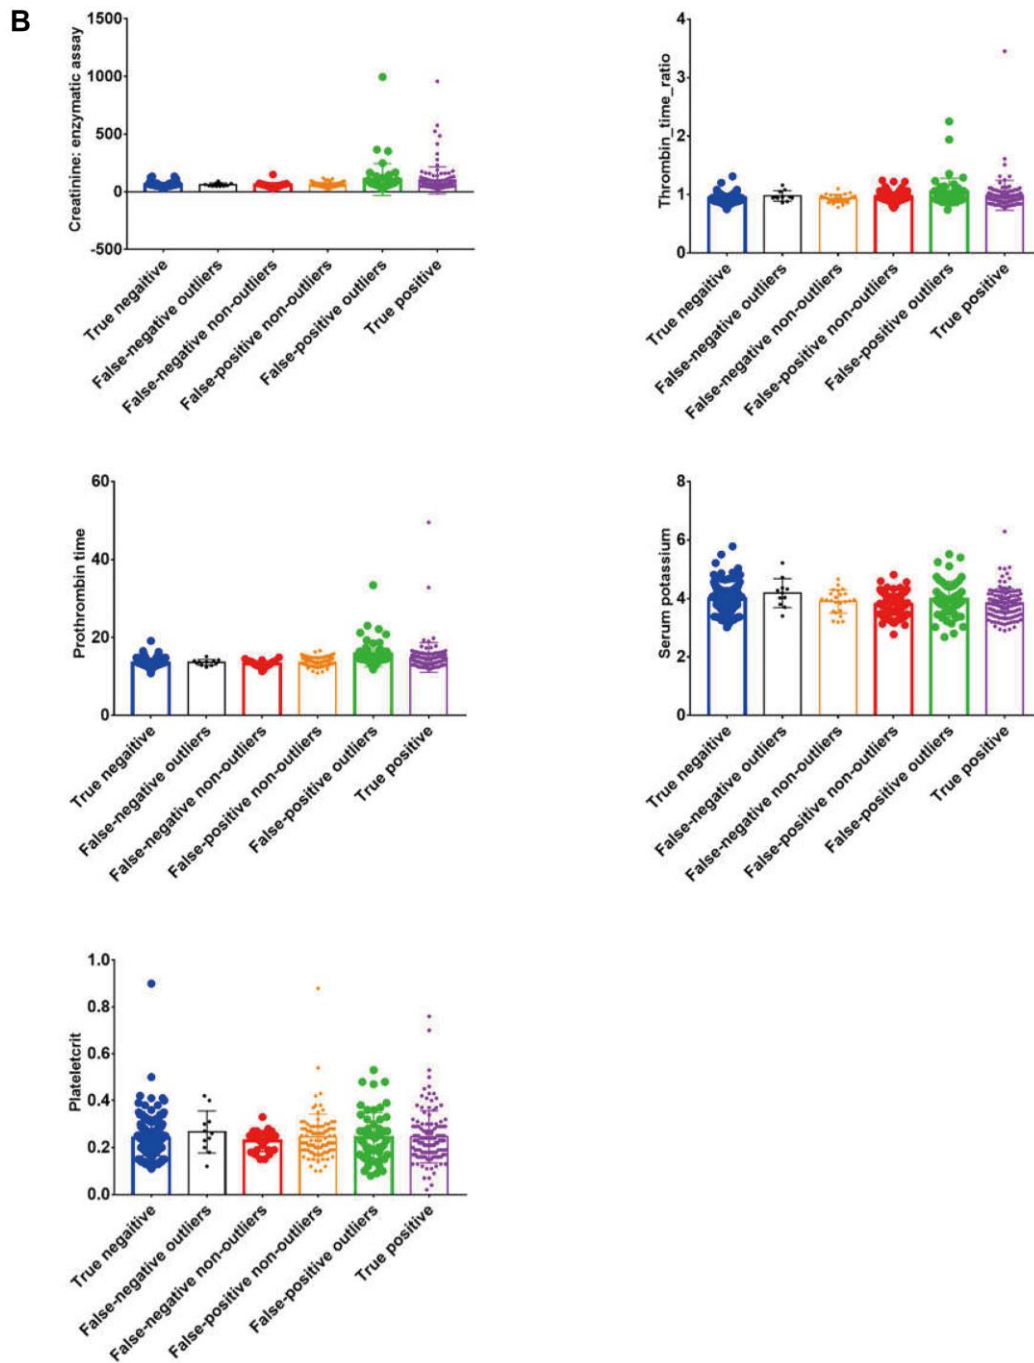 B
Creatinine: enzymatic assay
1500
1000
500
0
-500
True negaitive
False-negative outliers
False-negative non-outliers
False-positive non-outliers
False-positive outliers
True positive
Thrombin_time_ratio
4
3
2
1
0
True negaitive
False-negative outliers
False-negative non-outliers
False-positive non-outliers
False-positive outliers
True positive
Prothrombin time
60
40
20
0
True negaitive
False-negative outliers
False-negative non-outliers
False-positive non-outliers
False-positive outliers
True positive
Serum potassium
8
6
4
2
0
True negaitive
False-negative outliers
False-negative non-outliers
False-positive non-outliers
False-positive outliers
True positive
Plateletcrit
1.0
0.8
0.6
0.4
0.2
0.0
True negaitive
False-negative outliers
False-negative non-outliers
False-positive non-outliers
False-positive outliers
True positive